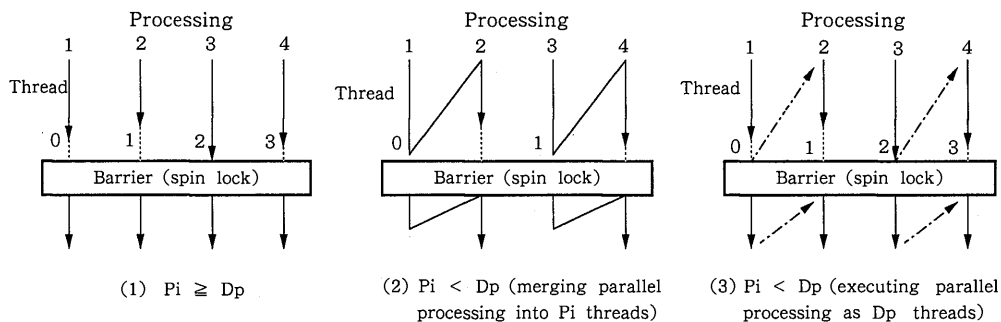 Processing
1 2 3 4
Thread
0 1 2 3
Barrier (spin lock)
(1) Pi ≧ Dp
Processing
1 2 3 4
Thread
0 1
Barrier (spin lock)
(2) Pi < Dp (merging parallel
processing into Pi threads)
Processing
1 2 3 4
Thread
0 1 2 3
Barrier (spin lock)
(3) Pi < Dp (executing parallel
processing as Dp threads)